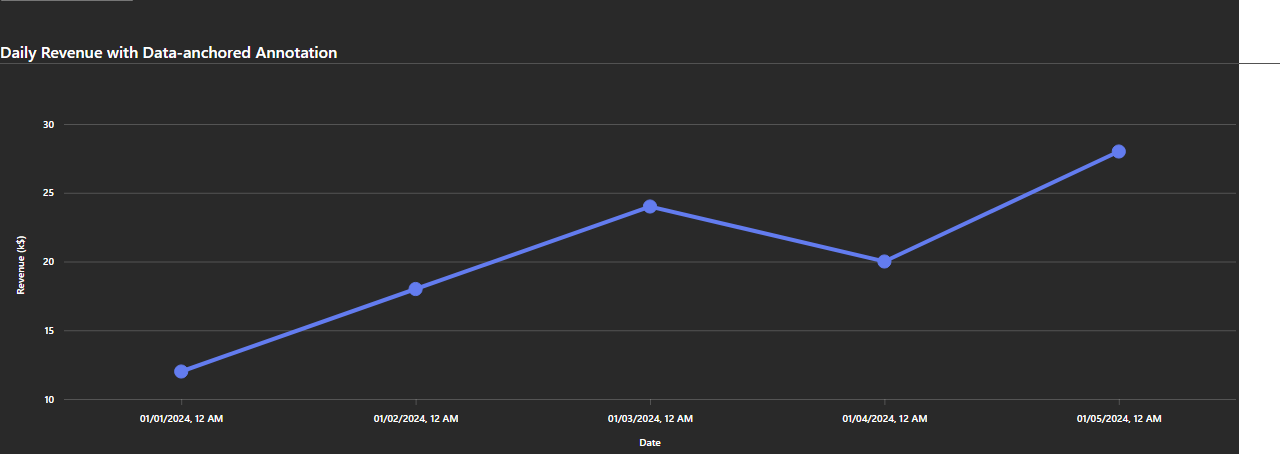 Daily Revenue with Data-anchored Annotation
30
25
20
15
10
Revenue (k$)
01/01/2024, 12 AM
01/02/2024, 12 AM
01/03/2024, 12 AM
01/04/2024, 12 AM
01/05/2024, 12 AM
Date